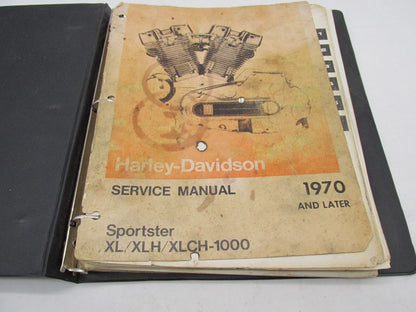 Harley-Davidson
SERVICE MANUAL
1970
AND LATER
Sportster
XL/XLH/XLCH-1000